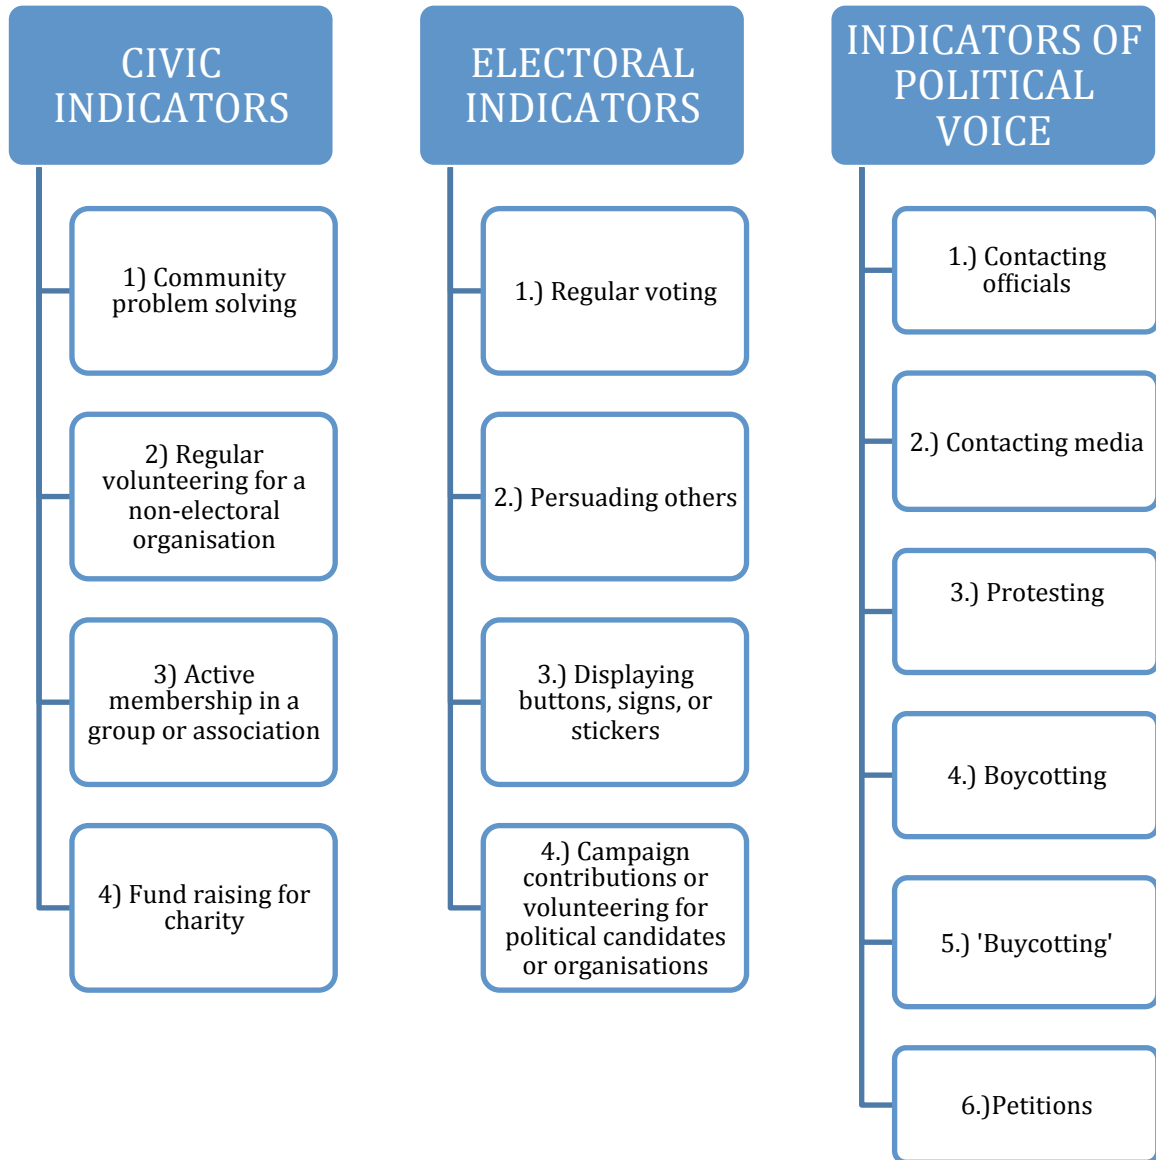 CIVIC
INDICATORS
1) Community
problem solving
2) Regular
volunteering for a
non-electoral
organisation
3) Active
membership in a
group or association
4) Fund raising for
charity
ELECTORAL
INDICATORS
1.) Regular voting
2.) Persuading others
3.) Displaying
buttons, signs, or
stickers
4.) Campaign
contributions or
volunteering for
political candidates
or organisations
INDICATORS OF
POLITICAL
VOICE
1.) Contacting
officials
2.) Contacting media
3.) Protesting
4.) Boycotting
5.) 'Buycotting'
6.)Petitions